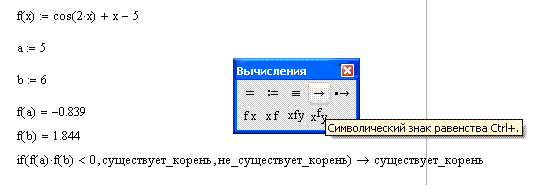 f(x) := cos(2·x) + x − 5
a := 5
b := 6
f(a) = −0.839
f(b) = 1.844
if(f(a)·f(b) < 0, существует_корень, не_существует_корень) → существует_корень
Вычисления
= := ≡ → ▪→
f x x f xfy xfy
Символический знак равенства Ctrl+.